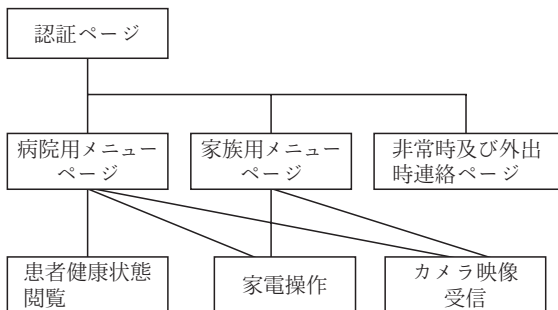 認証ページ
病院用メニュー
ページ
家族用メニュー
ページ
非常時及び外出
時連絡ページ
患者健康状態
閲覧
家電操作
カメラ映像
受信